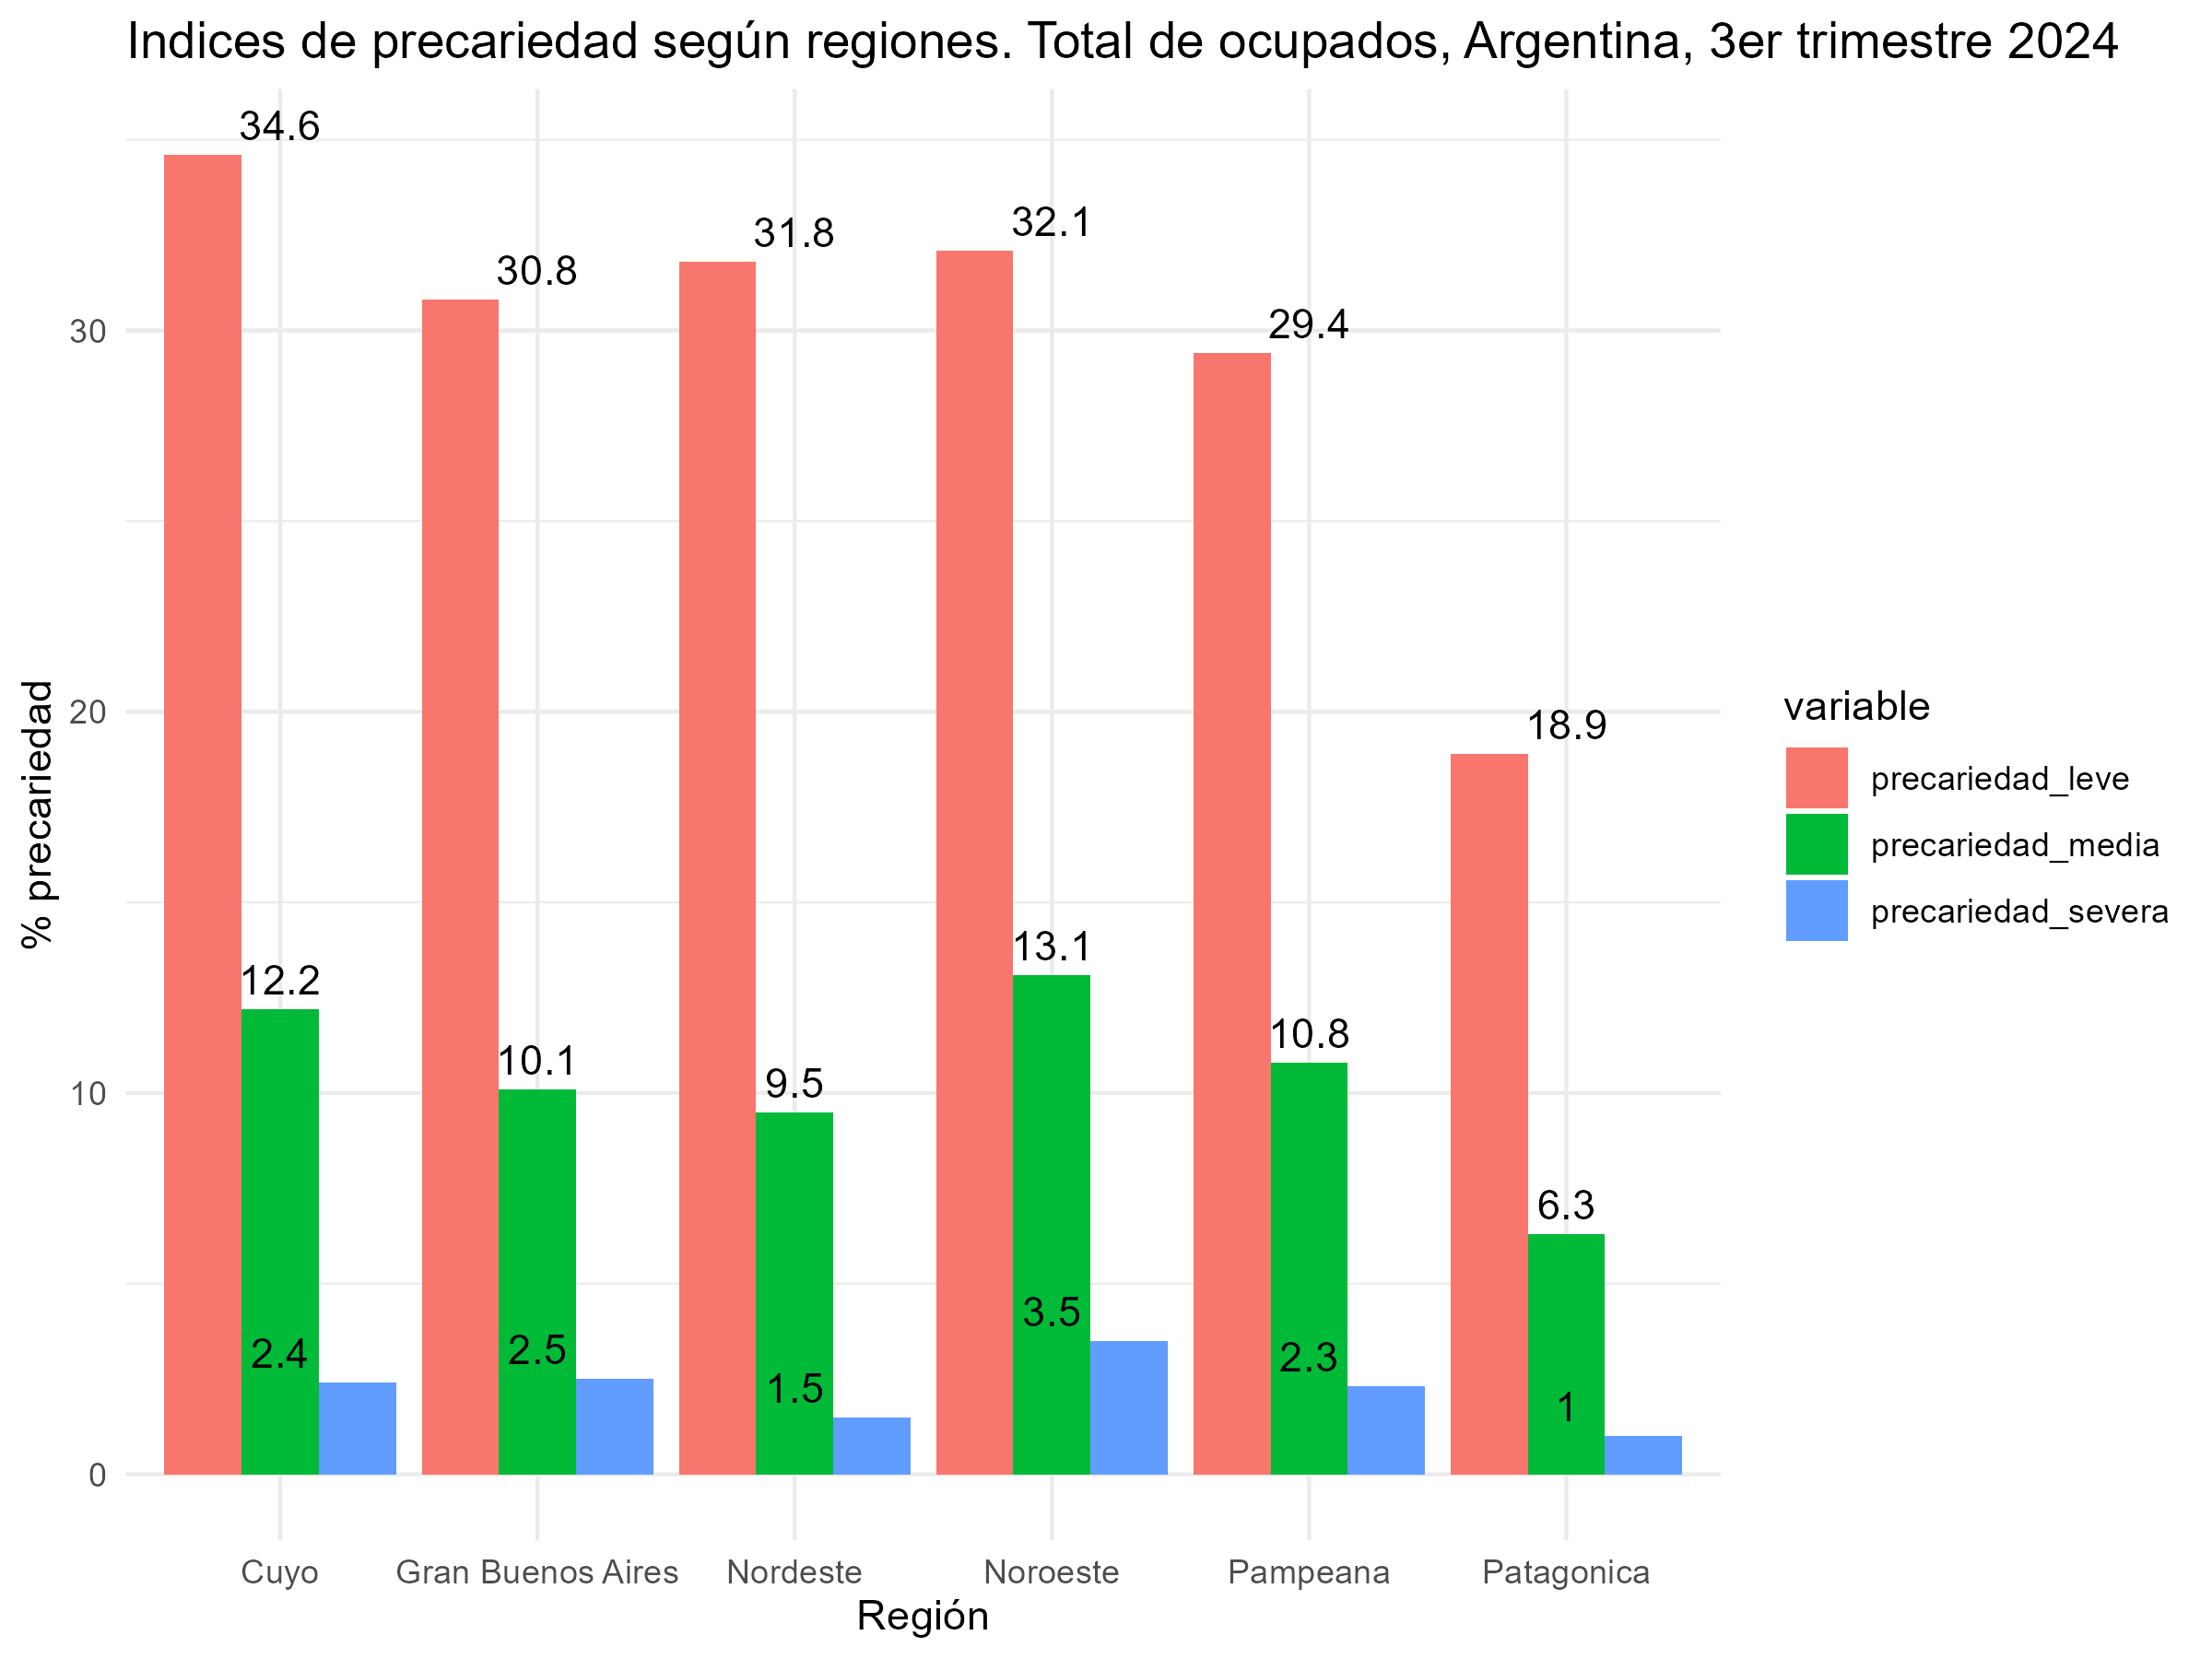 Indices de precariedad según regiones. Total de ocupados, Argentina, 3er trimestre 2024
34.6
30.8
31.8
32.1
29.4
18.9
12.2
10.1
9.5
13.1
10.8
6.3
2.4
2.5
1.5
3.5
2.3
1
30
20
10
0
% precariedad
Cuyo
Gran Buenos Aires
Nordeste
Noroeste
Pampeana
Patagonica
Región
variable
precariedad_leve
precariedad_media
precariedad_severa